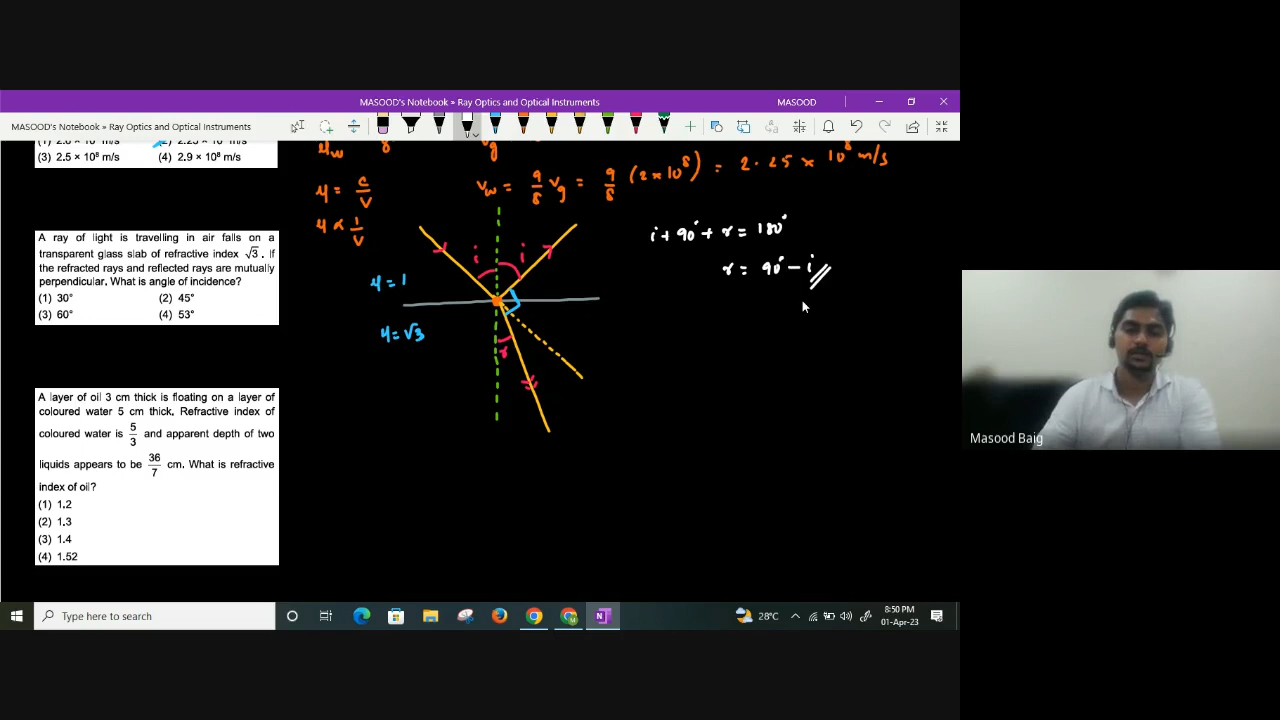 MASOOD's Notebook » Ray Optics and Optical Instruments
MASOOD
MASOOD's Notebook » Ray Optics and Optical Instruments
(3) 2.5 × 10⁸ m/s (4) 2.9 × 10⁸ m/s
μw 8 vg
μ = c/v
vw = 9/8 vg = 9/8 (2 × 10⁸) = 2.25 × 10⁸ m/s
μ ∝ 1/v
A ray of light is travelling in air falls on a
transparent glass slab of refractive index √3. If
the refracted rays and reflected rays are mutually
perpendicular. What is angle of incidence?
(1) 30° (2) 45°
(3) 60° (4) 53°
i i
μ = 1
μ = √3
r
i + 90° + r = 180°
r = 90° − i
A layer of oil 3 cm thick is floating on a layer of
coloured water 5 cm thick. Refractive index of
coloured water is 5/3 and apparent depth of two
liquids appears to be 36/7 cm. What is refractive
index of oil?
(1) 1.2
(2) 1.3
(3) 1.4
(4) 1.52
Masood Baig
Type here to search
28°C
8:50 PM
01-Apr-23